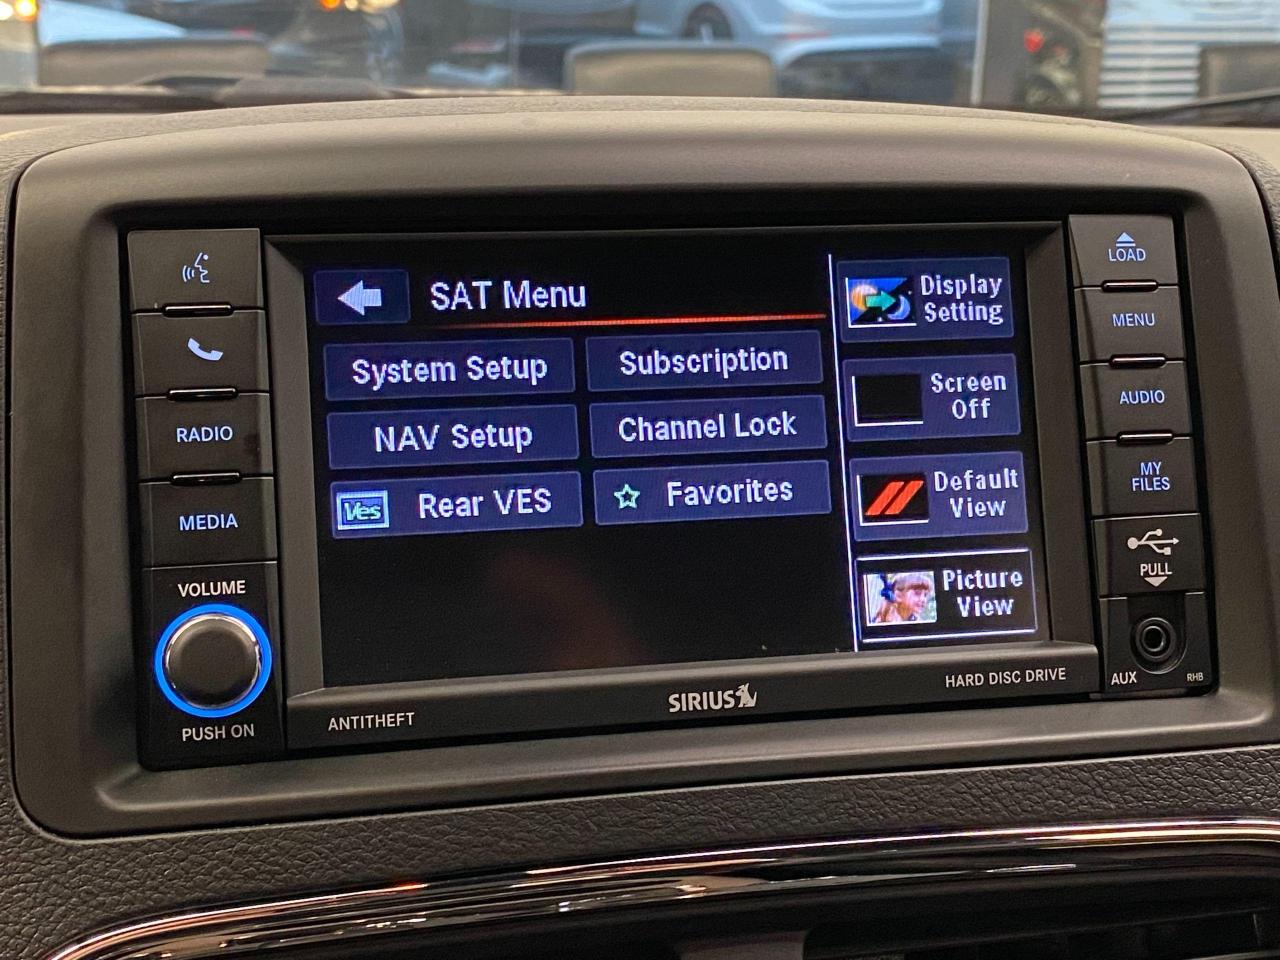 SAT Menu
System Setup
Subscription
NAV Setup
Channel Lock
Ves
Rear VES
Favorites
Display
Setting
Screen
Off
Default
View
Picture
View
RADIO
MEDIA
VOLUME
PUSH ON
LOAD
MENU
AUDIO
MY
FILES
PULL
AUX
RHB
ANTITHEFT
SIRIUS
HARD DISC DRIVE